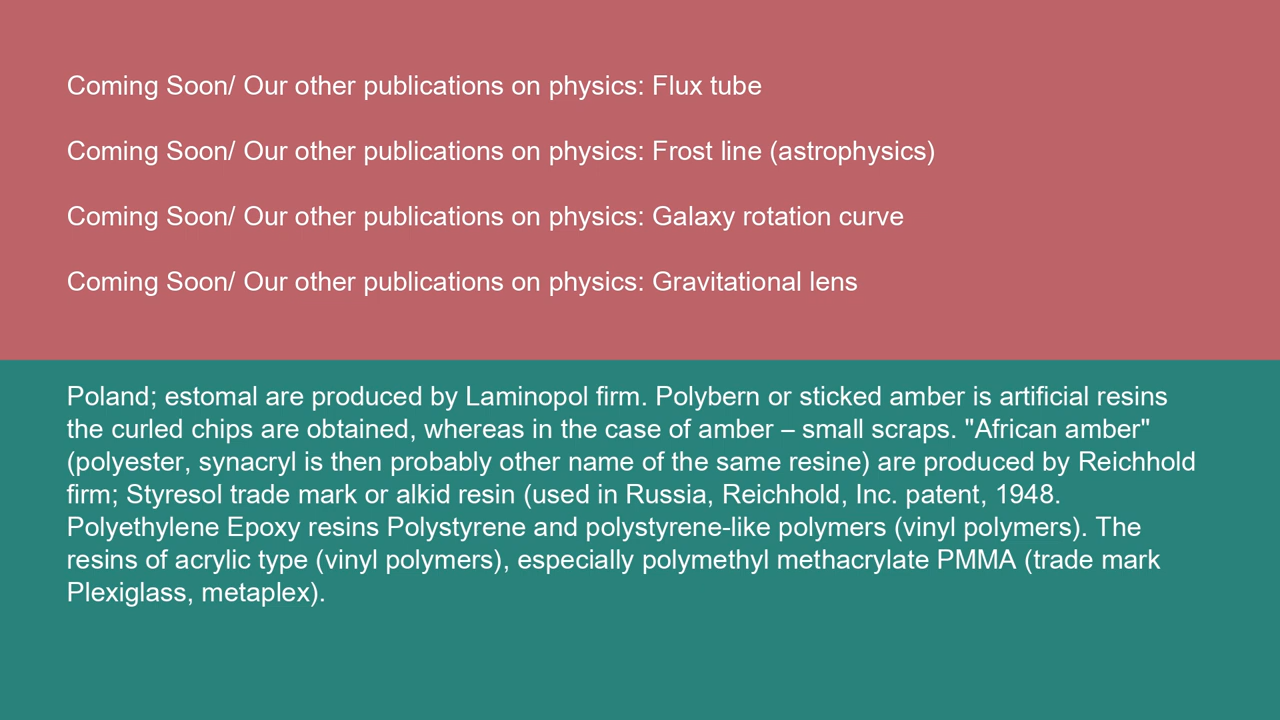 Coming Soon/ Our other publications on physics: Flux tube
Coming Soon/ Our other publications on physics: Frost line (astrophysics)
Coming Soon/ Our other publications on physics: Galaxy rotation curve
Coming Soon/ Our other publications on physics: Gravitational lens
Poland; estomal are produced by Laminopol firm. Polybern or sticked amber is artificial resins
the curled chips are obtained, whereas in the case of amber – small scraps. "African amber"
(polyester, synacryl is then probably other name of the same resine) are produced by Reichhold
firm; Styresol trade mark or alkid resin (used in Russia, Reichhold, Inc. patent, 1948.
Polyethylene Epoxy resins Polystyrene and polystyrene-like polymers (vinyl polymers). The
resins of acrylic type (vinyl polymers), especially polymethyl methacrylate PMMA (trade mark
Plexiglass, metaplex).